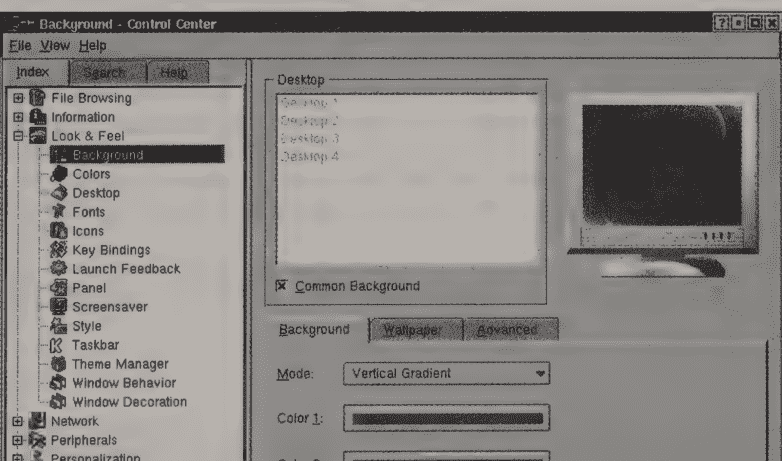 Background - Control Center
File View Help
Index Search Help
File Browsing
Information
Look & Feel
Background
Colors
Desktop
Fonts
Icons
Key Bindings
Launch Feedback
Panel
Screensaver
Style
Taskbar
Theme Manager
Window Behavior
Window Decoration
Network
Peripherals
Personalization
Desktop
Desktop 1
Desktop 2
Desktop 3
Desktop 4
Common Background
Background Wallpaper Advanced
Mode: Vertical Gradient
Color 1: